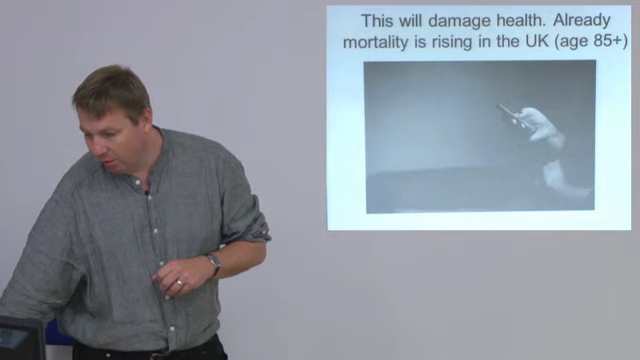 This will damage health. Already
mortality is rising in the UK (age 85+)